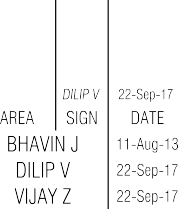 DILIP V 22-Sep-17
AREA SIGN DATE
BHAVIN J 11-Aug-13
DILIP V 22-Sep-17
VIJAY Z 22-Sep-17